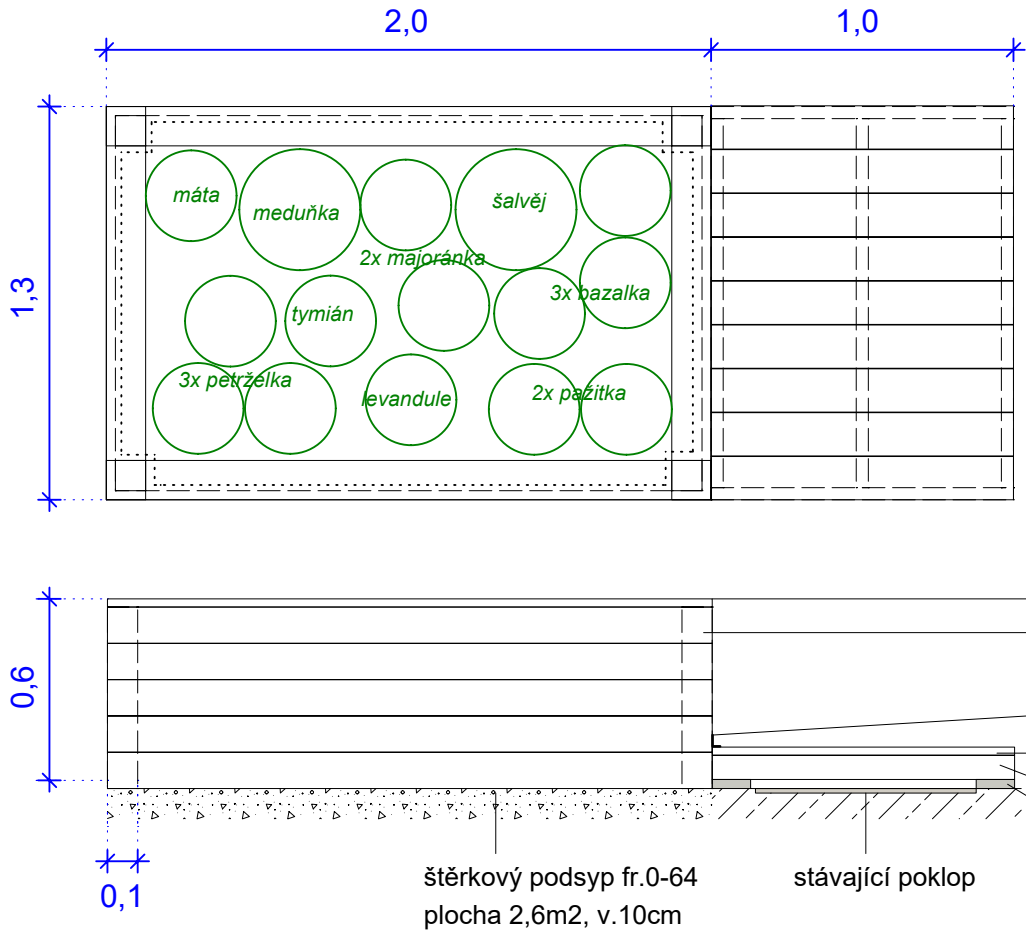 2,0
1,0
1,3
máta
meduňka
šalvěj
2x majoránka
3x bazalka
tymián
3x petrželka
levandule
2x pažitka
0,6
0,1
štěrkový podsyp fr.0-64
plocha 2,6m2, v.10cm
stávající poklop